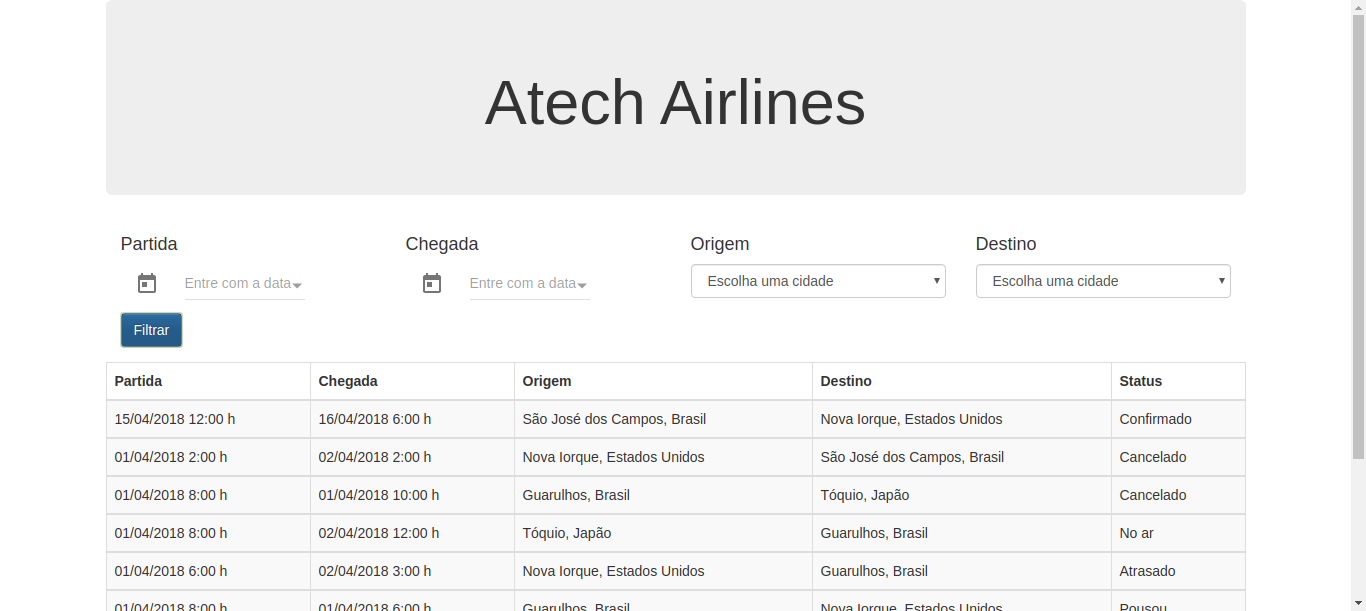 Atech Airlines
Partida Chegada Origem Destino
Entre com a data Entre com a data Escolha uma cidade Escolha uma cidade
Filtrar
Partida Chegada Origem Destino Status
15/04/2018 12:00 h 16/04/2018 6:00 h São José dos Campos, Brasil Nova Iorque, Estados Unidos Confirmado
01/04/2018 2:00 h 02/04/2018 2:00 h Nova Iorque, Estados Unidos São José dos Campos, Brasil Cancelado
01/04/2018 8:00 h 01/04/2018 10:00 h Guarulhos, Brasil Tóquio, Japão Cancelado
01/04/2018 8:00 h 02/04/2018 12:00 h Tóquio, Japão Guarulhos, Brasil No ar
01/04/2018 6:00 h 02/04/2018 3:00 h Nova Iorque, Estados Unidos Guarulhos, Brasil Atrasado
01/04/2018 8:00 h 01/04/2018 6:00 h Guarulhos, Brasil Nova Iorque, Estados Unidos Pousou